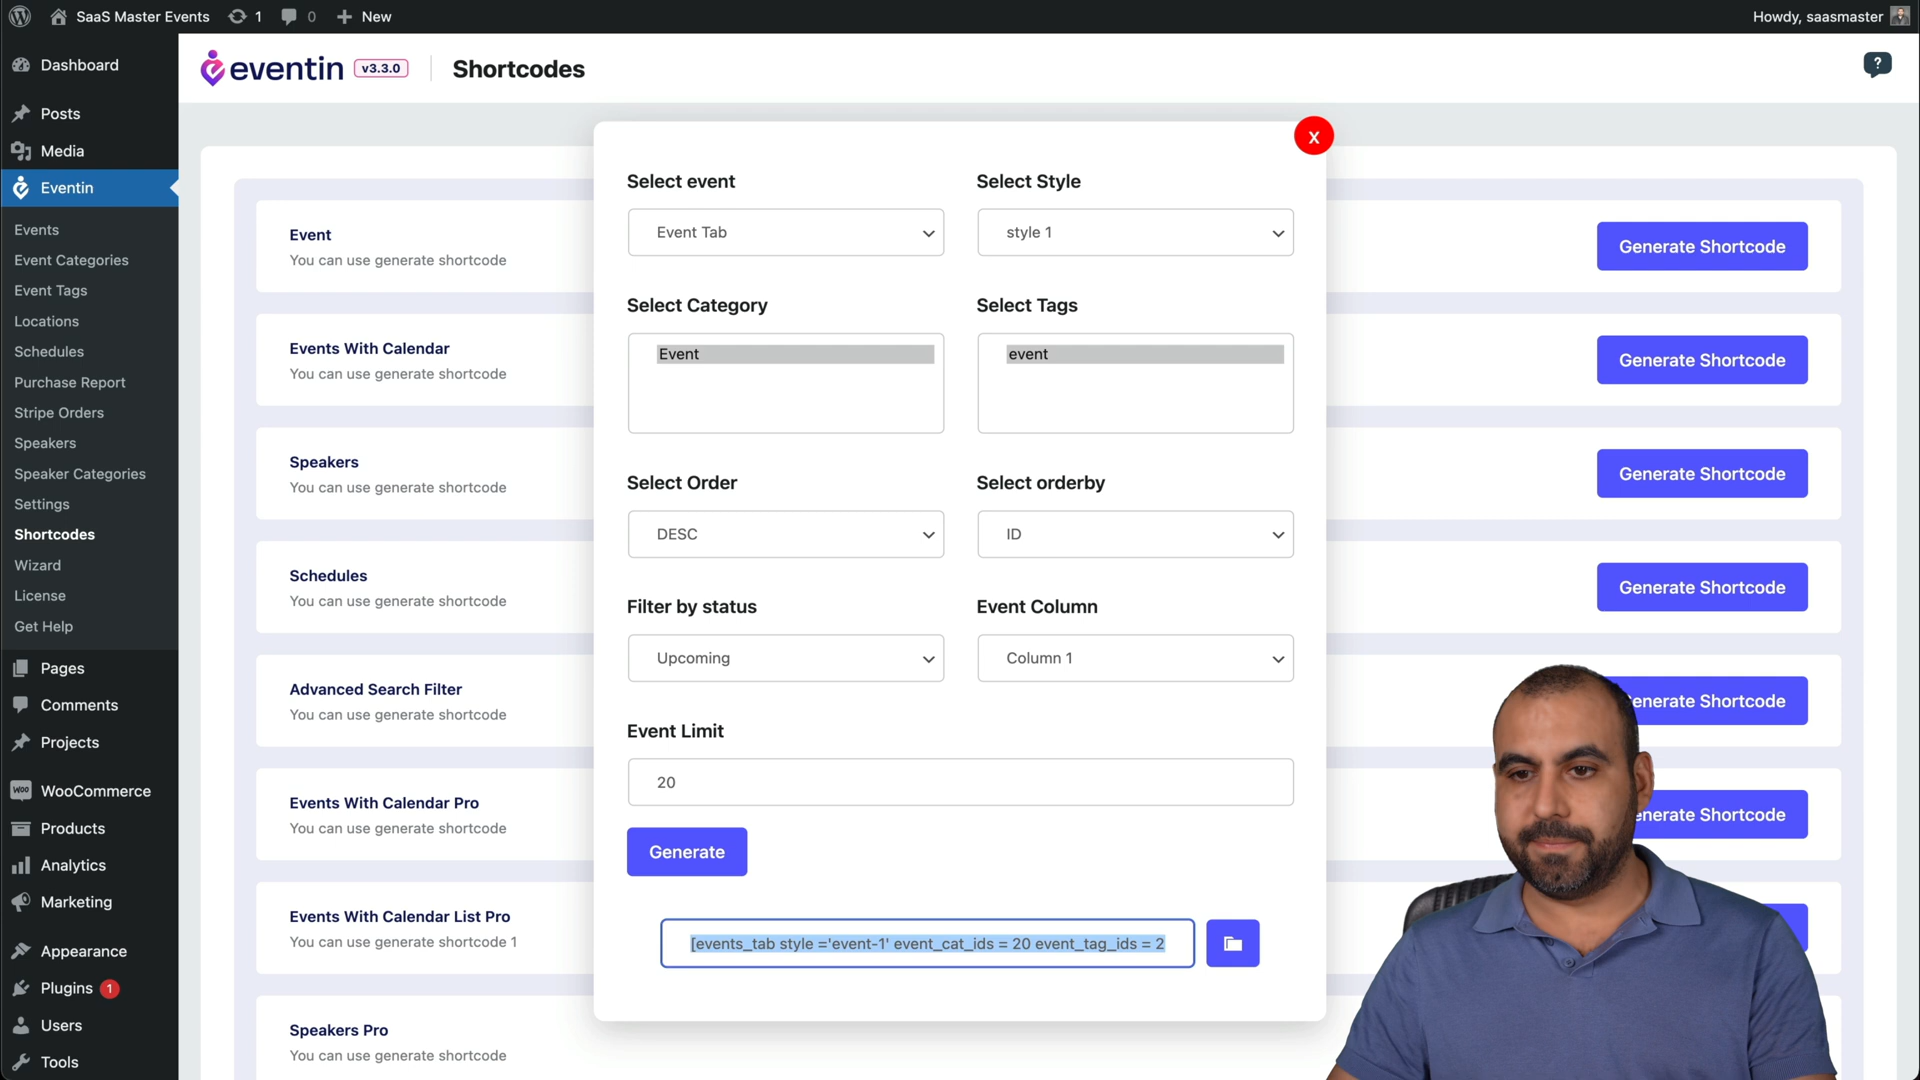 SaaS Master Events 1 0 New
Howdy, saasmaster
Dashboard
Posts
Media
Eventin
Events
Event Categories
Event Tags
Locations
Schedules
Purchase Report
Stripe Orders
Speakers
Speaker Categories
Settings
Shortcodes
Wizard
License
Get Help
Pages
Comments
Projects
WooCommerce
Products
Analytics
Marketing
Appearance
Plugins 1
Users
Tools
eventin v3.3.0 Shortcodes
?
Event
You can use generate shortcode
Generate Shortcode
Events With Calendar
You can use generate shortcode
Generate Shortcode
Speakers
You can use generate shortcode
Generate Shortcode
Schedules
You can use generate shortcode
Generate Shortcode
Advanced Search Filter
You can use generate shortcode
enerate Shortcode
Events With Calendar Pro
You can use generate shortcode
enerate Shortcode
Events With Calendar List Pro
You can use generate shortcode 1
Speakers Pro
You can use generate shortcode
x
Select event
Event Tab
Select Style
style 1
Select Category
Event
Select Tags
event
Select Order
DESC
Select orderby
ID
Filter by status
Upcoming
Event Column
Column 1
Event Limit
20
Generate
[events_tab style ='event-1' event_cat_ids = 20 event_tag_ids = 2